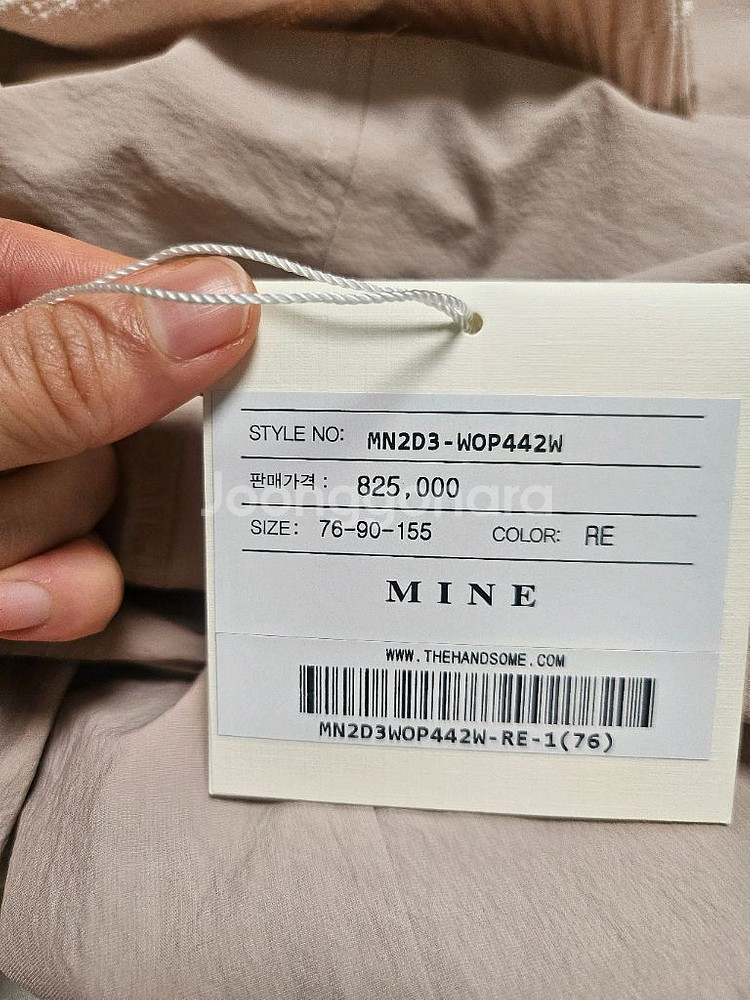 STYLE NO: MN2D3-WOP442W
판매가격 : 825,000
Joonggonara
SIZE: 76-90-155 COLOR: RE
MINE
WWW.THEHANDSOME.COM
MN2D3WOP442W-RE-1(76)